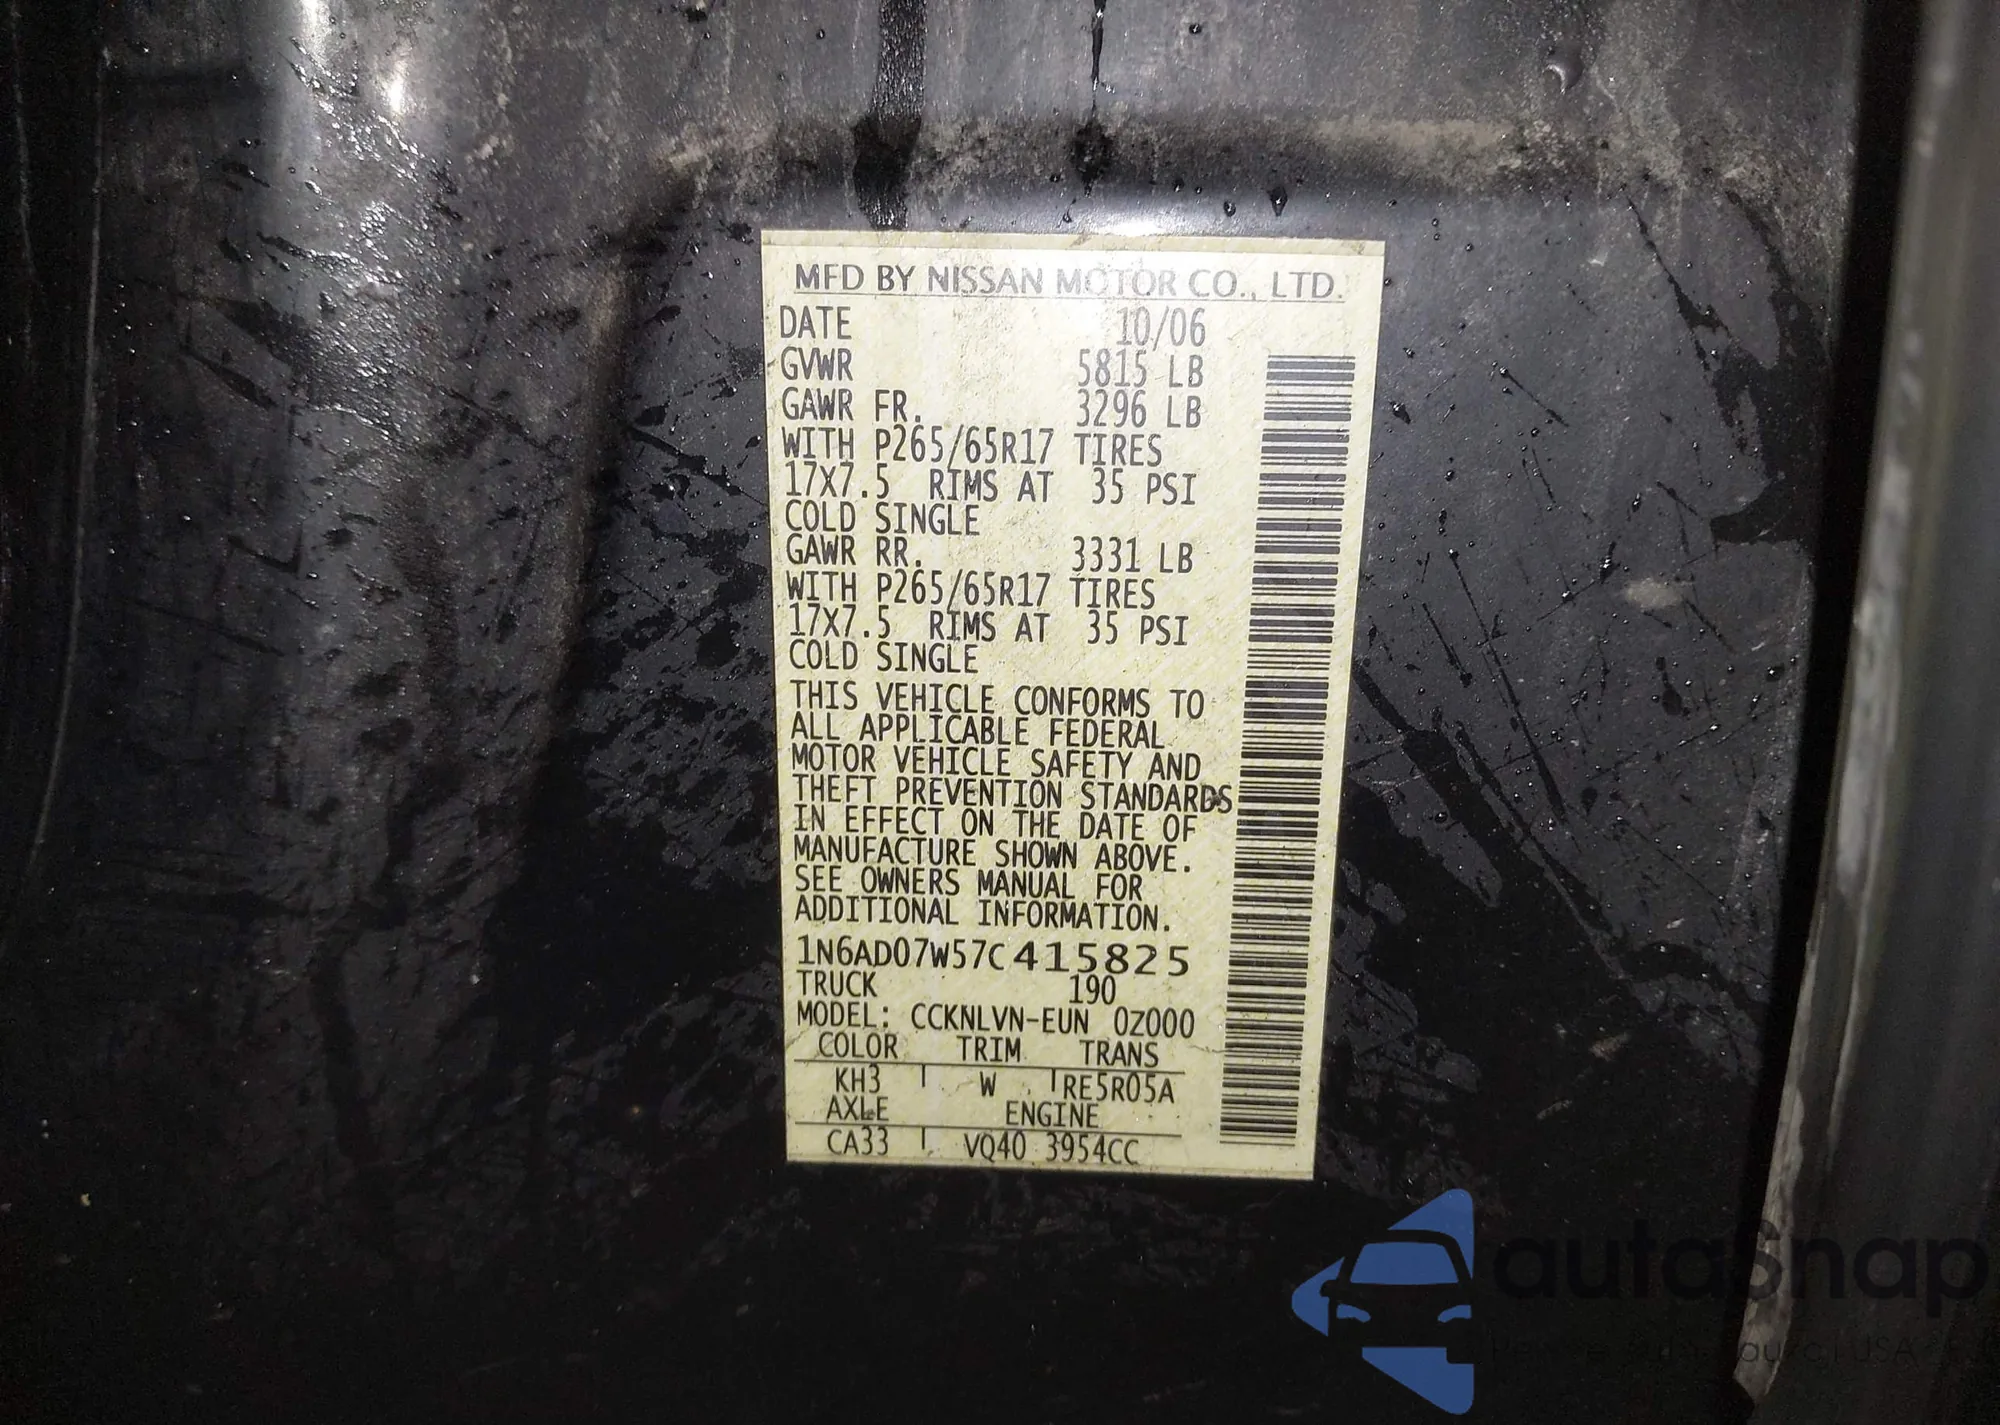 MFD BY NISSAN MOTOR CO., LTD.
DATE 10/06
GVWR 5815 LB
GAWR FR. 3296 LB
WITH P265/65R17 TIRES
17X7.5 RIMS AT 35 PSI
COLD SINGLE
GAWR RR. 3331 LB
WITH P265/65R17 TIRES
17X7.5 RIMS AT 35 PSI
COLD SINGLE
THIS VEHICLE CONFORMS TO
ALL APPLICABLE FEDERAL
MOTOR VEHICLE SAFETY AND
THEFT PREVENTION STANDARDS
IN EFFECT ON THE DATE OF
MANUFACTURE SHOWN ABOVE.
SEE OWNERS MANUAL FOR
ADDITIONAL INFORMATION.
1N6AD07W57C415825
TRUCK 190
MODEL: CCKNLVN-EUN 0Z000
COLOR TRIM TRANS
KH3 W RE5R05A
AXLE ENGINE
CA33 VQ40 3954CC
autaSnap
USA